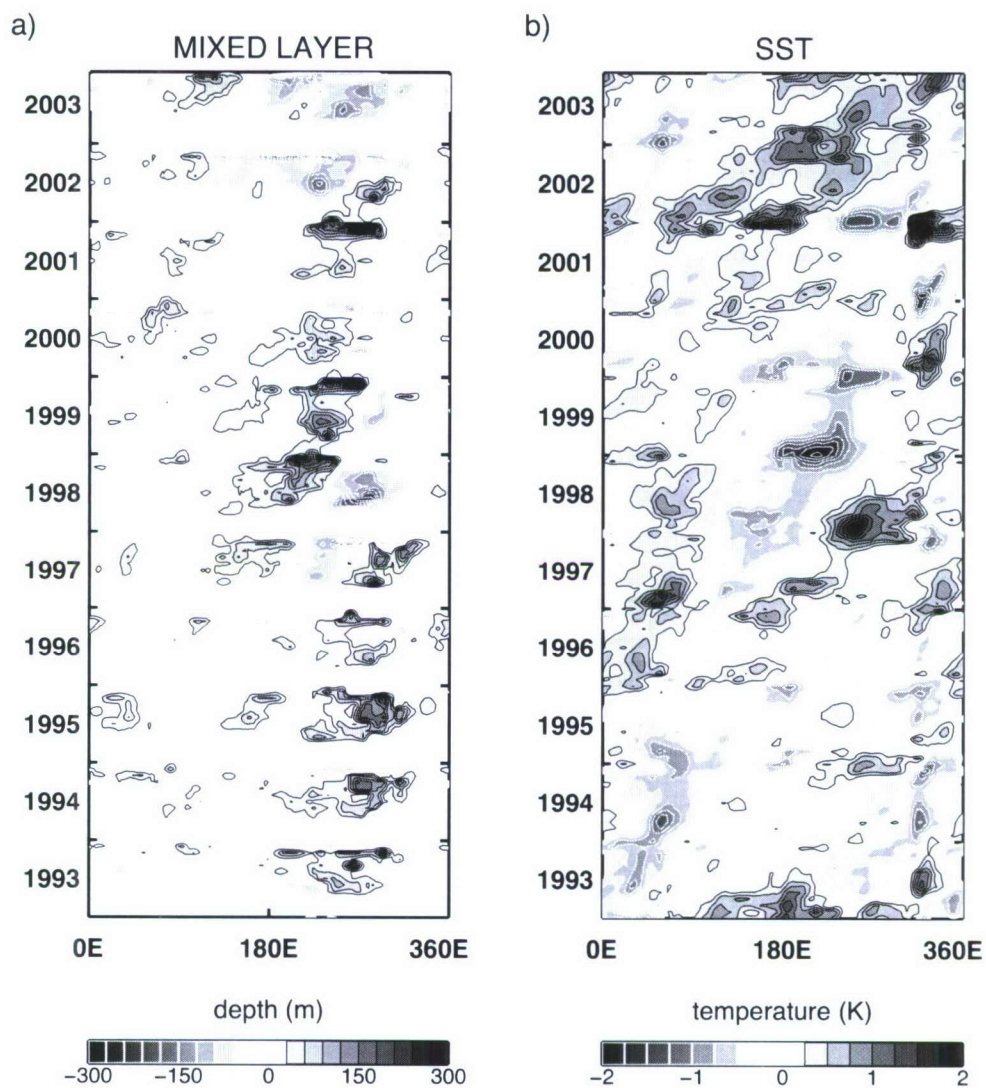 a)
MIXED LAYER
2003
2002
2001
2000
1999
1998
1997
1996
1995
1994
1993
0E 180E 360E
depth (m)
−300 −150 0 150 300
b)
SST
2003
2002
2001
2000
1999
1998
1997
1996
1995
1994
1993
0E 180E 360E
temperature (K)
−2 −1 0 1 2